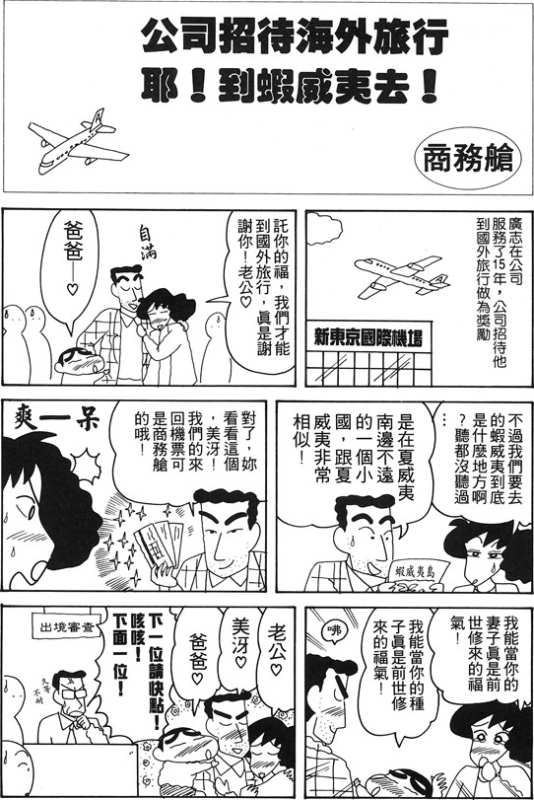 公司招待海外旅行
耶！到蝦威夷去！
商務艙
廣志在公司
服務了15年，公司招待他
到國外旅行做為獎勵
新東京國際機場
託你的福，我們才能
到國外旅行，真是謝
謝你！老公♡
自滿
爸爸—♡
不過我們要去
的蝦威夷到底
是什麼地方啊
？聽都沒聽過
…
是在夏威夷
南邊不遠
的一個小
國，跟夏
威夷非常
相似！
蝦威夷島
對了，妳
看看這個
，美冴！
我們的來
回機票可
是商務艙
的哦！
呆一爽
我能當你的
妻子真是前
世修來的福
氣！
我能當你的種
子真是前世修
來的福氣！
咈
老公♡
美冴♡
爸爸♡
下一位請快點！
咳咳！
下面一位！
出境審查